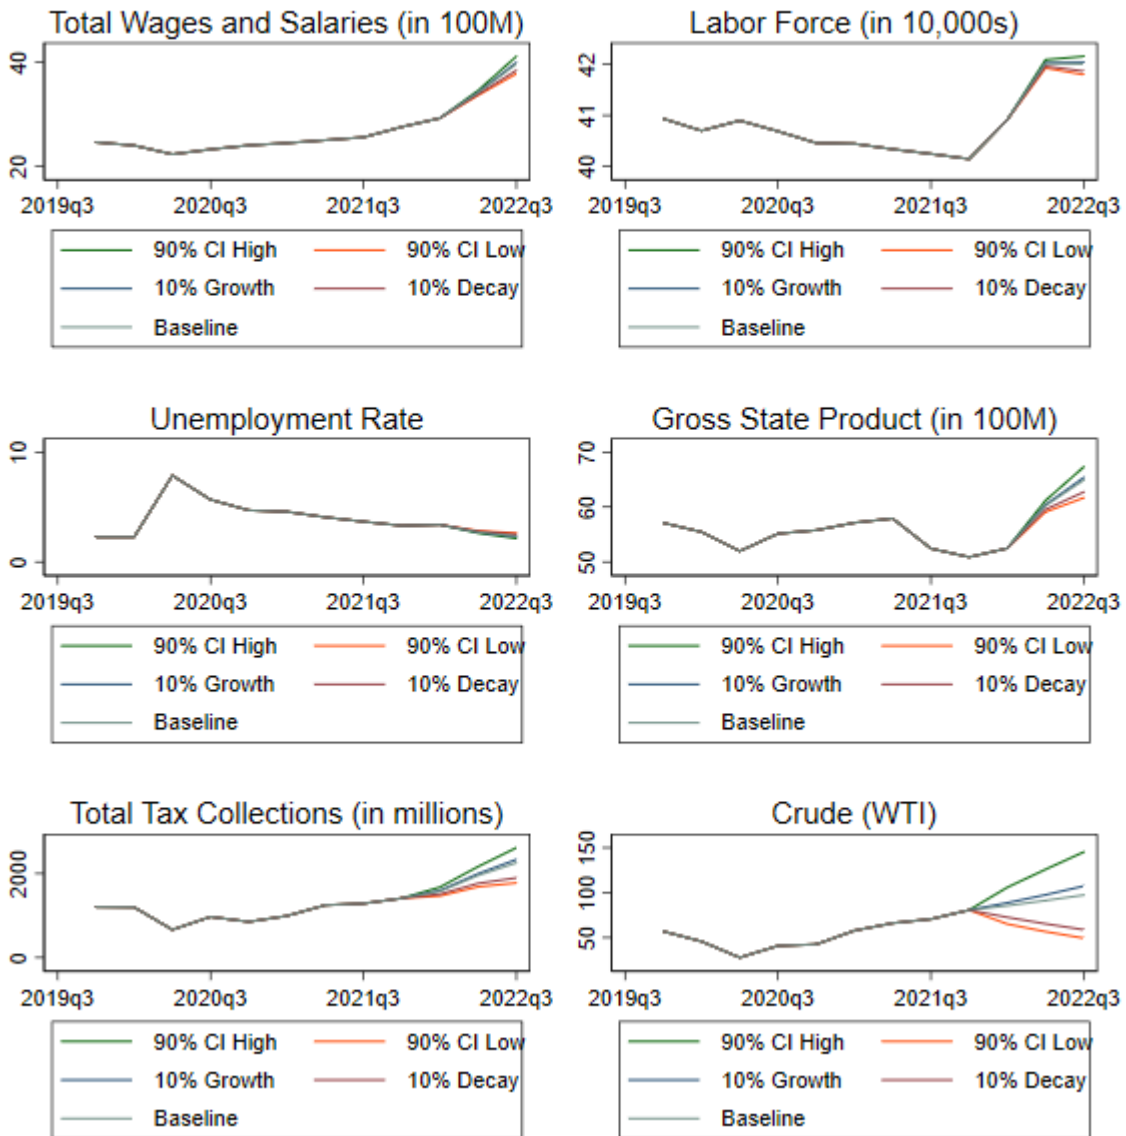 Total Wages and Salaries (in 100M)
40
20
2019q3 2020q3 2021q3 2022q3
90% CI High 90% CI Low
10% Growth 10% Decay
Baseline
Labor Force (in 10,000s)
42
41
40
2019q3 2020q3 2021q3 2022q3
90% CI High 90% CI Low
10% Growth 10% Decay
Baseline
Unemployment Rate
10
0
2019q3 2020q3 2021q3 2022q3
90% CI High 90% CI Low
10% Growth 10% Decay
Baseline
Gross State Product (in 100M)
70
60
50
2019q3 2020q3 2021q3 2022q3
90% CI High 90% CI Low
10% Growth 10% Decay
Baseline
Total Tax Collections (in millions)
2000
0
2019q3 2020q3 2021q3 2022q3
90% CI High 90% CI Low
10% Growth 10% Decay
Baseline
Crude (WTI)
150
100
50
2019q3 2020q3 2021q3 2022q3
90% CI High 90% CI Low
10% Growth 10% Decay
Baseline